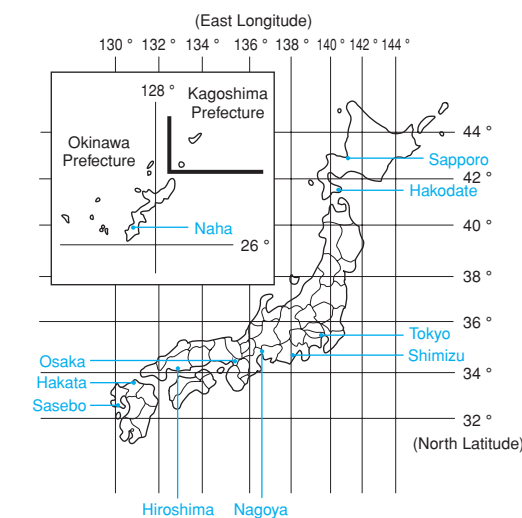 (East Longitude)
130 ° 132 ° 134 ° 136 ° 138 ° 140 ° 142 ° 144 °
128 ° Kagoshima
Prefecture
Okinawa
Prefecture
Naha
26 °
44 °
Sapporo
42 °
Hakodate
40 °
38 °
36 °
Tokyo
Shimizu
Osaka
34 °
Hakata
Sasebo
32 °
(North Latitude)
Hiroshima Nagoya